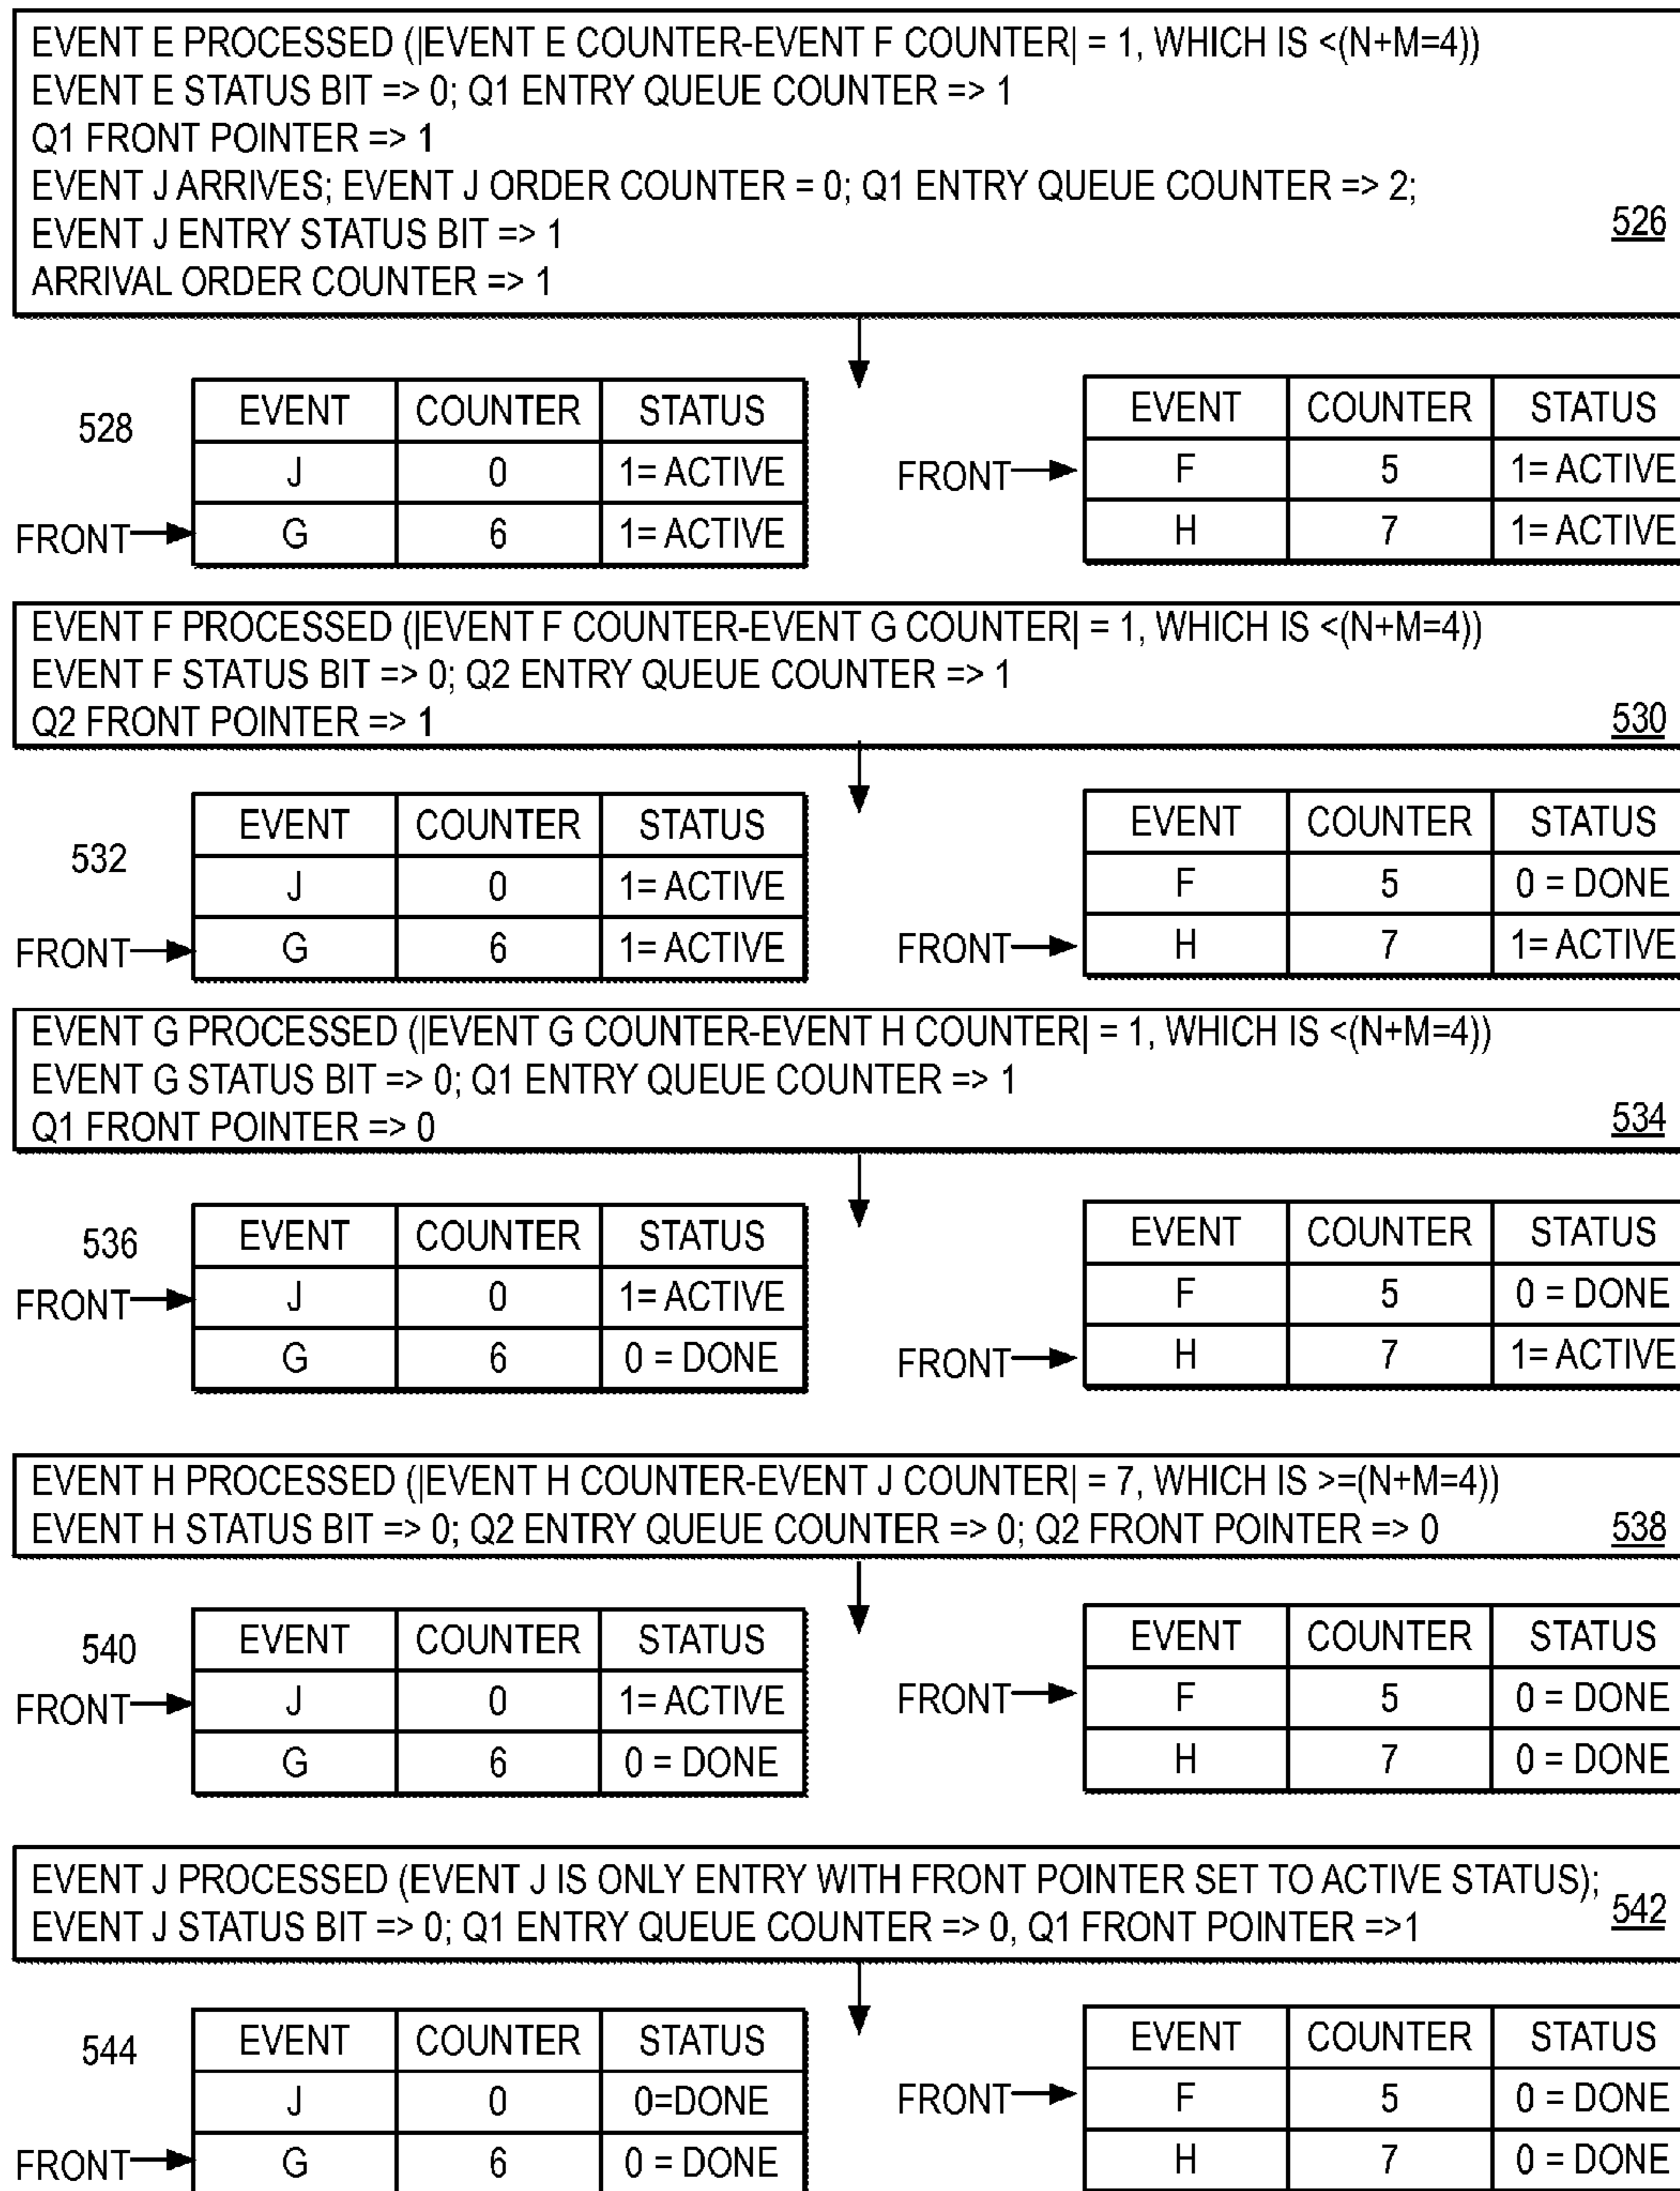 EVENT E PROCESSED (|EVENT E COUNTER-EVENT F COUNTER| = 1, WHICH IS <(N+M=4))
EVENT E STATUS BIT => 0; Q1 ENTRY QUEUE COUNTER => 1
Q1 FRONT POINTER => 1
EVENT J ARRIVES; EVENT J ORDER COUNTER = 0; Q1 ENTRY QUEUE COUNTER => 2;
EVENT J ENTRY STATUS BIT => 1
ARRIVAL ORDER COUNTER => 1
526
528
EVENT COUNTER STATUS
J 0 1= ACTIVE
FRONT G 6 1= ACTIVE
EVENT COUNTER STATUS
FRONT F 5 1= ACTIVE
H 7 1= ACTIVE
EVENT F PROCESSED (|EVENT F COUNTER-EVENT G COUNTER| = 1, WHICH IS <(N+M=4))
EVENT F STATUS BIT => 0; Q2 ENTRY QUEUE COUNTER => 1
Q2 FRONT POINTER => 1
530
532
EVENT COUNTER STATUS
J 0 1= ACTIVE
FRONT G 6 1= ACTIVE
EVENT COUNTER STATUS
F 5 0 = DONE
FRONT H 7 1= ACTIVE
EVENT G PROCESSED (|EVENT G COUNTER-EVENT H COUNTER| = 1, WHICH IS <(N+M=4))
EVENT G STATUS BIT => 0; Q1 ENTRY QUEUE COUNTER => 1
Q1 FRONT POINTER => 0
534
536
EVENT COUNTER STATUS
FRONT J 0 1= ACTIVE
G 6 0 = DONE
EVENT COUNTER STATUS
F 5 0 = DONE
FRONT H 7 1= ACTIVE
EVENT H PROCESSED (|EVENT H COUNTER-EVENT J COUNTER| = 7, WHICH IS >=(N+M=4))
EVENT H STATUS BIT => 0; Q2 ENTRY QUEUE COUNTER => 0; Q2 FRONT POINTER => 0
538
540
EVENT COUNTER STATUS
FRONT J 0 1= ACTIVE
G 6 0 = DONE
EVENT COUNTER STATUS
FRONT F 5 0 = DONE
H 7 0 = DONE
EVENT J PROCESSED (EVENT J IS ONLY ENTRY WITH FRONT POINTER SET TO ACTIVE STATUS);
EVENT J STATUS BIT => 0; Q1 ENTRY QUEUE COUNTER => 0, Q1 FRONT POINTER =>1
542
544
EVENT COUNTER STATUS
J 0 0=DONE
FRONT G 6 0 = DONE
EVENT COUNTER STATUS
FRONT F 5 0 = DONE
H 7 0 = DONE